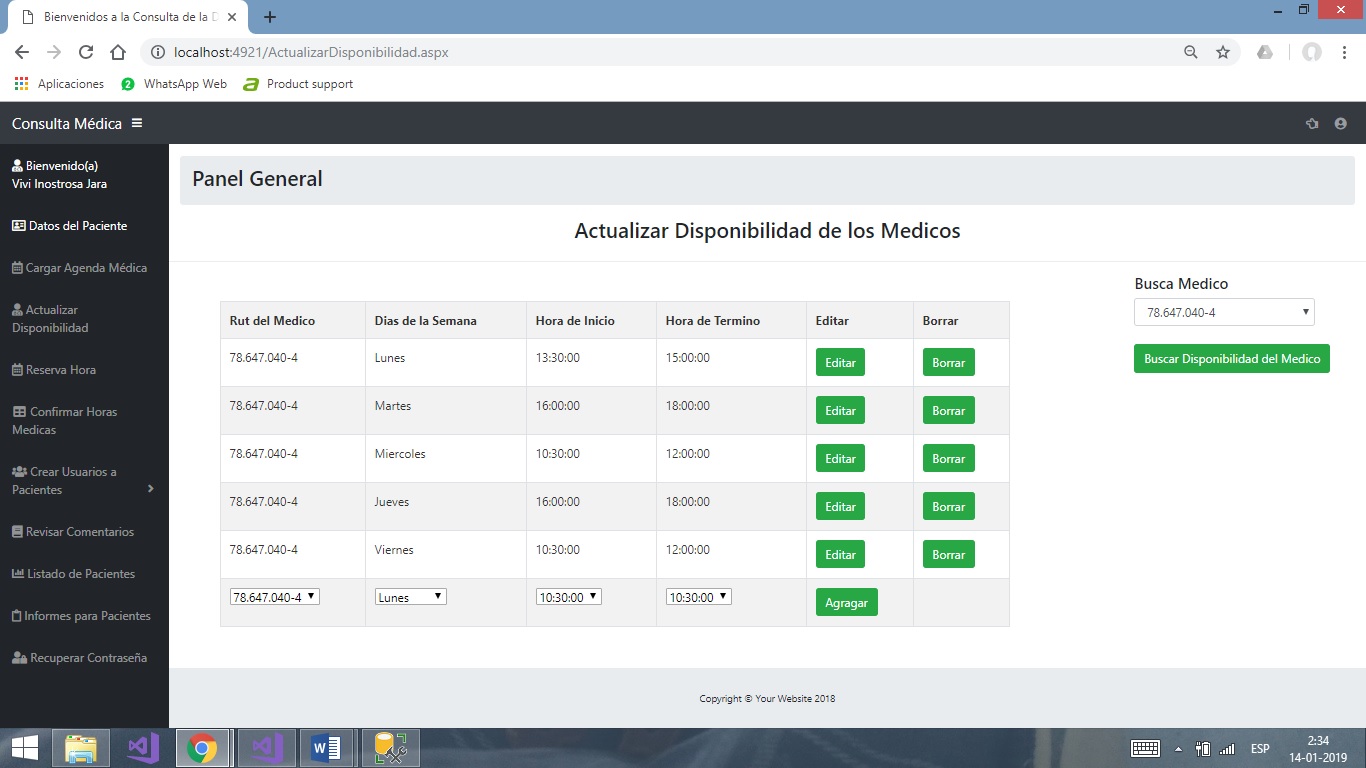 Bienvenidos a la Consulta de la D
localhost:4921/ActualizarDisponibilidad.aspx
Aplicaciones
2
WhatsApp Web
a
Product support
Consulta Médica
Bienvenido(a)
Vivi Inostrosa Jara
Datos del Paciente
Cargar Agenda Médica
Actualizar
Disponibilidad
Reserva Hora
Confirmar Horas
Medicas
Crear Usuarios a
Pacientes
Revisar Comentarios
Listado de Pacientes
Informes para Pacientes
Recuperar Contraseña
Panel General
Actualizar Disponibilidad de los Medicos
Rut del Medico Dias de la Semana Hora de Inicio Hora de Termino Editar Borrar
78.647.040-4 Lunes 13:30:00 15:00:00 Editar Borrar
78.647.040-4 Martes 16:00:00 18:00:00 Editar Borrar
78.647.040-4 Miercoles 10:30:00 12:00:00 Editar Borrar
78.647.040-4 Jueves 16:00:00 18:00:00 Editar Borrar
78.647.040-4 Viernes 10:30:00 12:00:00 Editar Borrar
78.647.040-4 Lunes 10:30:00 10:30:00 Agragar
Busca Medico
78.647.040-4
Buscar Disponibilidad del Medico
Copyright © Your Website 2018
W
ESP
2:34
14-01-2019